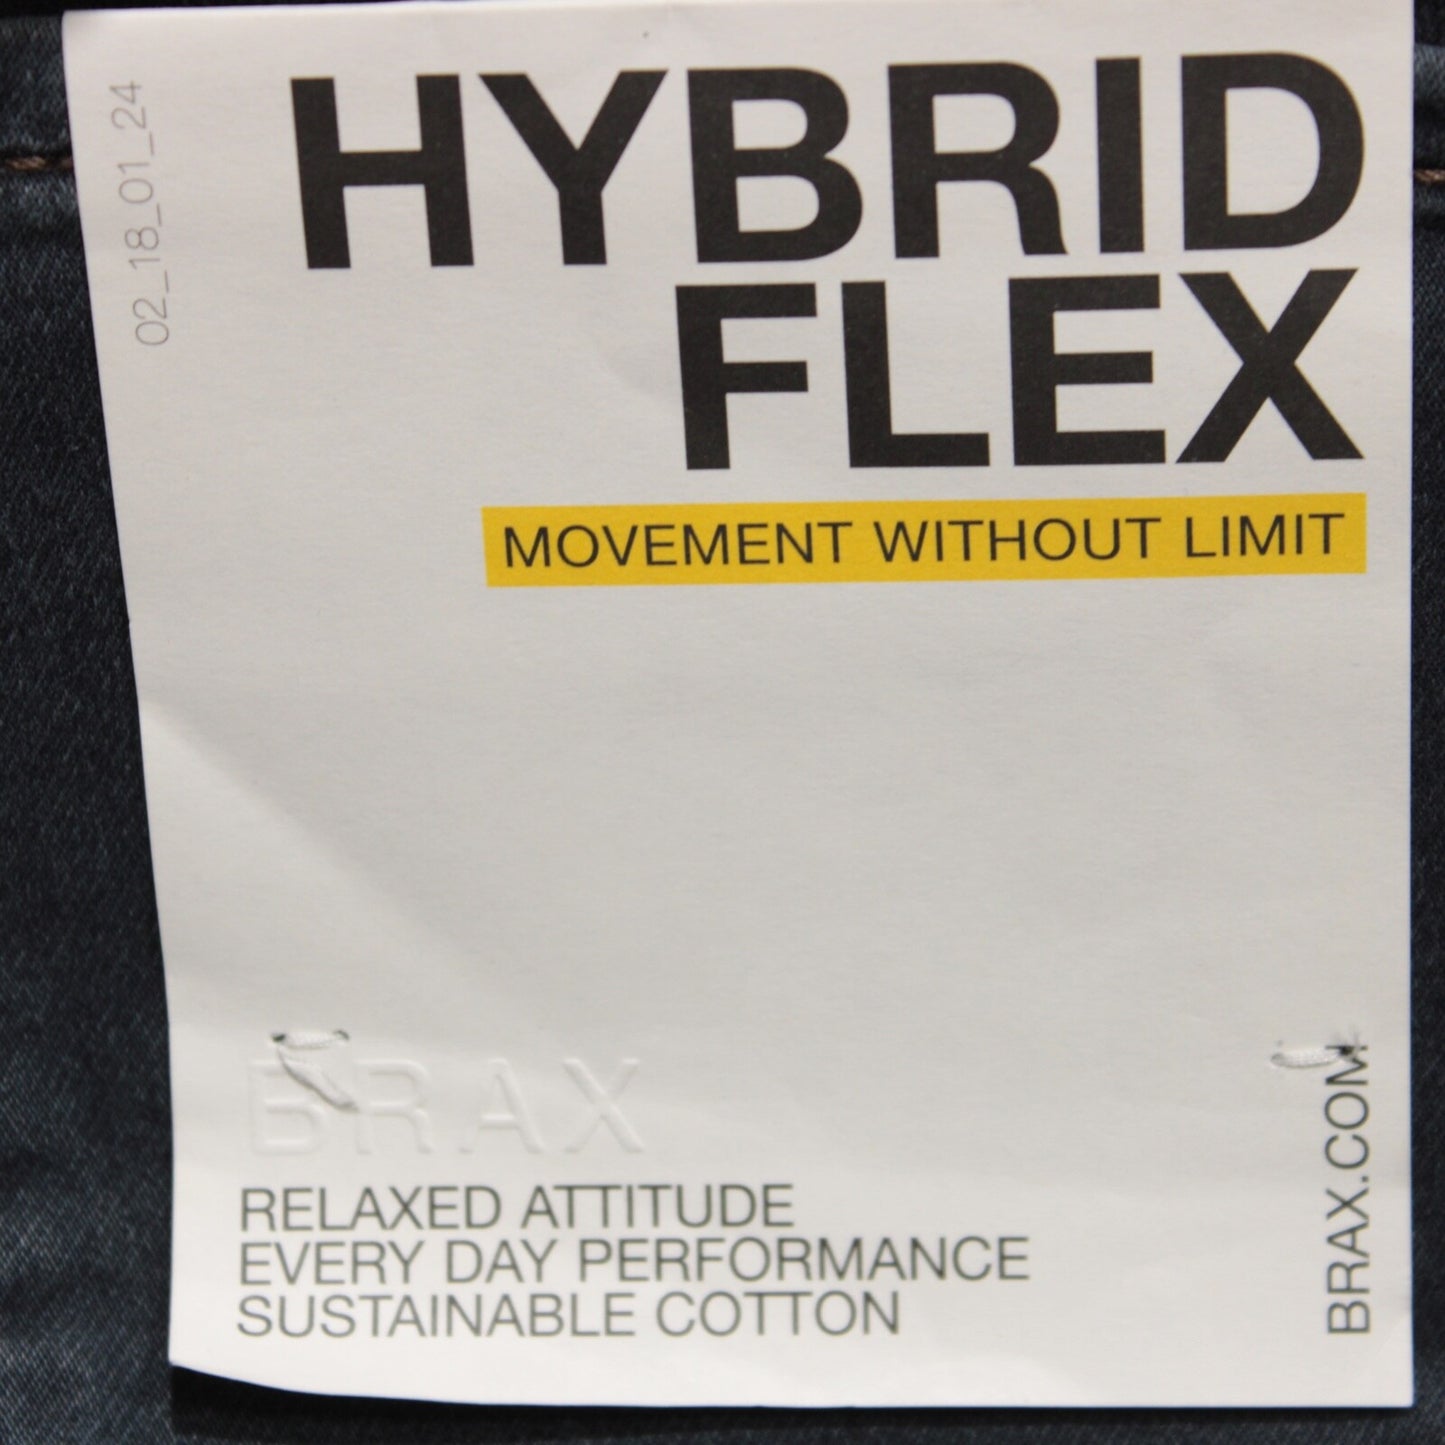 02_18_01_24
HYBRID
FLEX
MOVEMENT WITHOUT LIMIT
BRAX
RELAXED ATTITUDE
EVERY DAY PERFORMANCE
SUSTAINABLE COTTON
BRAX.COM